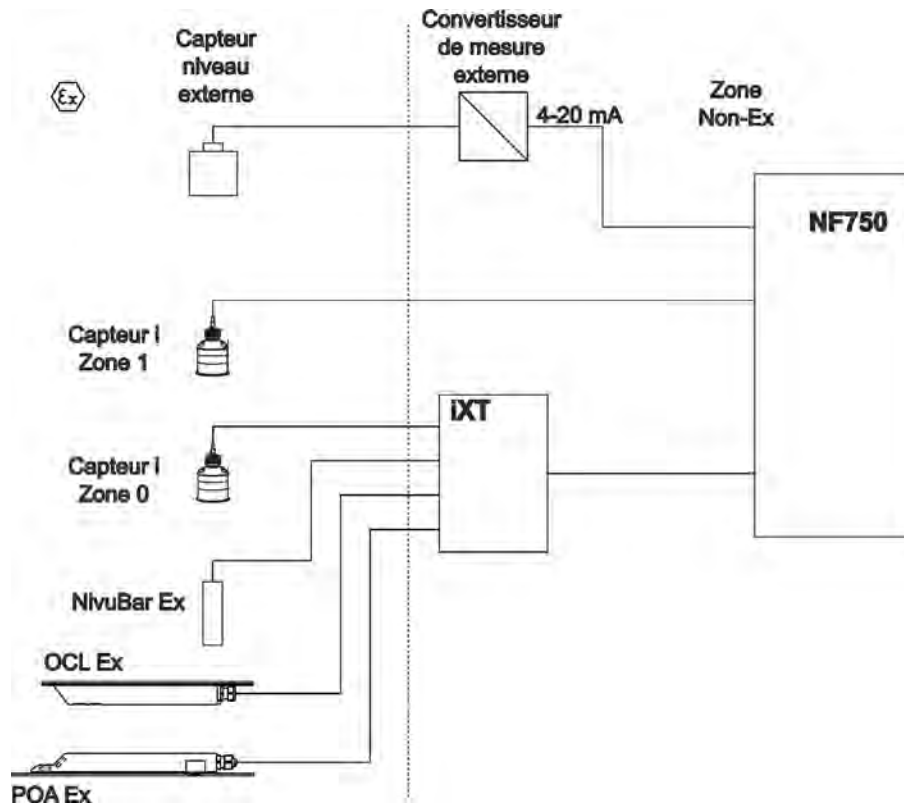 Capteur
niveau
externe
Convertisseur
de mesure
externe
Zone
Non-Ex
εx
4-20 mA
NF750
Capteur i
Zone 1
iXT
Capteur i
Zone 0
NivuBar Ex
OCL Ex
POA Ex